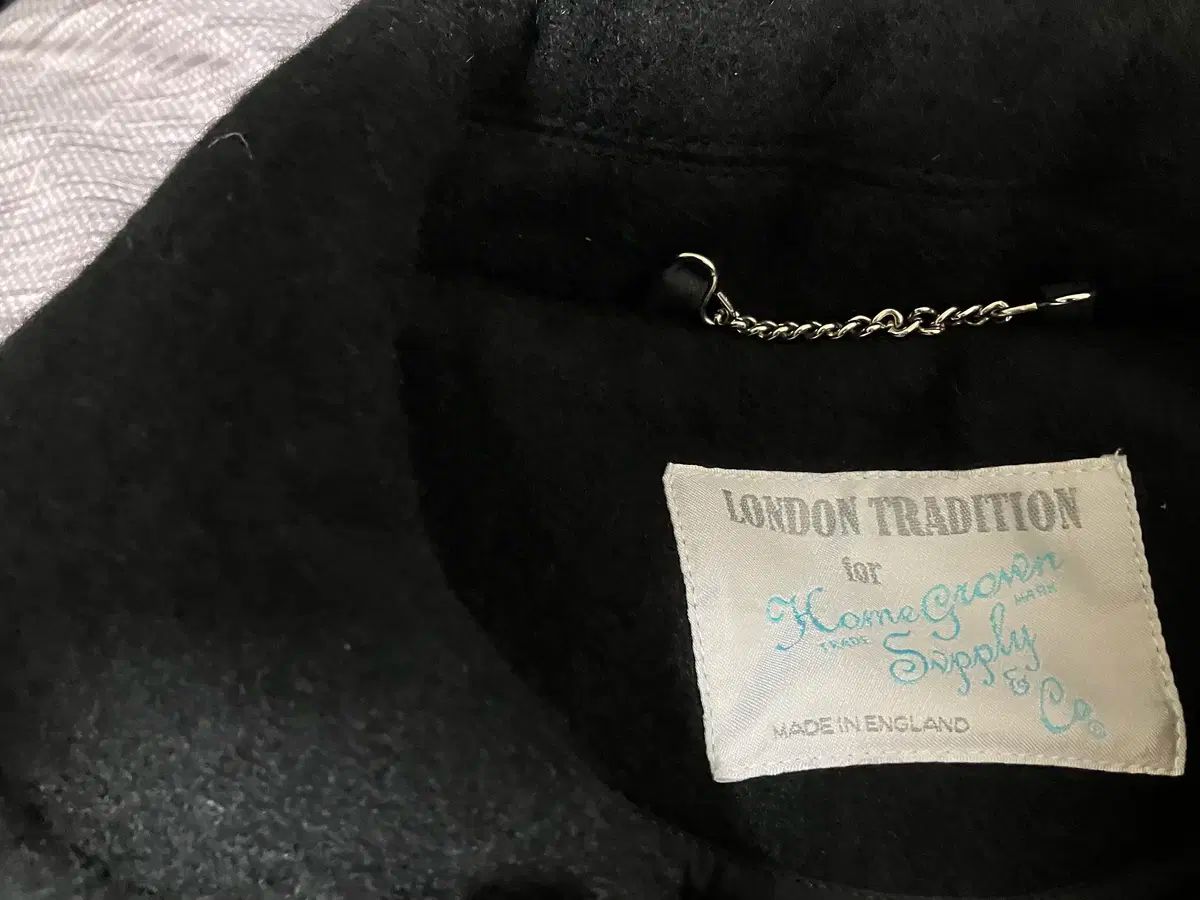 LONDON TRADITION
for
HomeGrown
TRADE MARK
Supply
& Co©
MADE IN ENGLAND